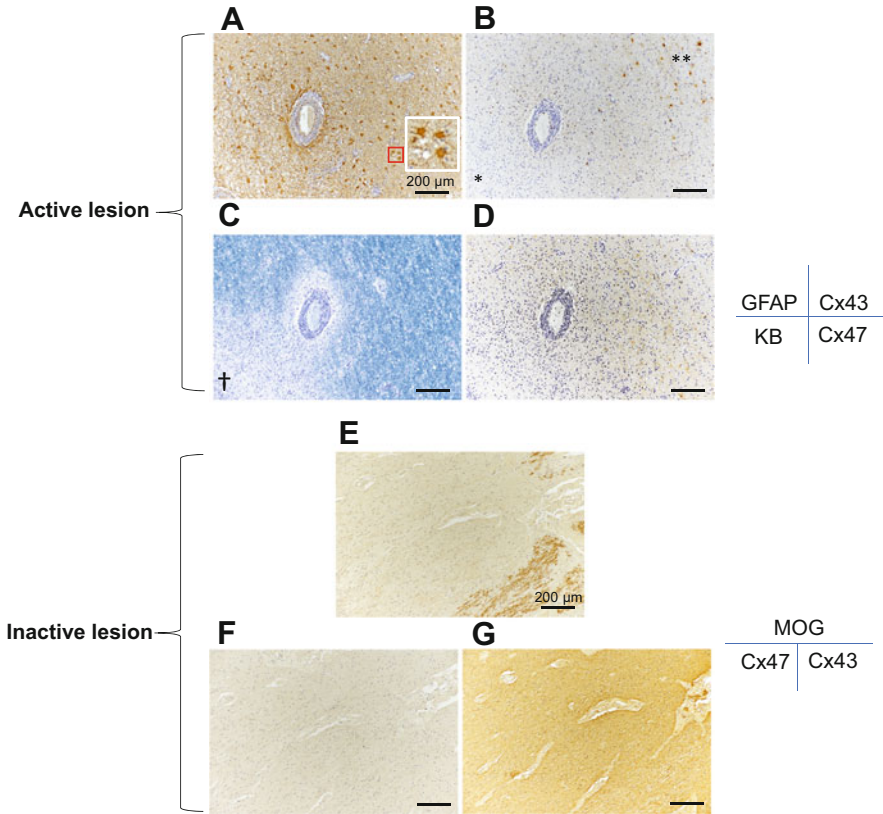 A
B
**
*
200 µm
Active lesion
C
D
†
GFAP Cx43
KB Cx47
E
200 µm
Inactive lesion
F
G
MOG
Cx47 Cx43